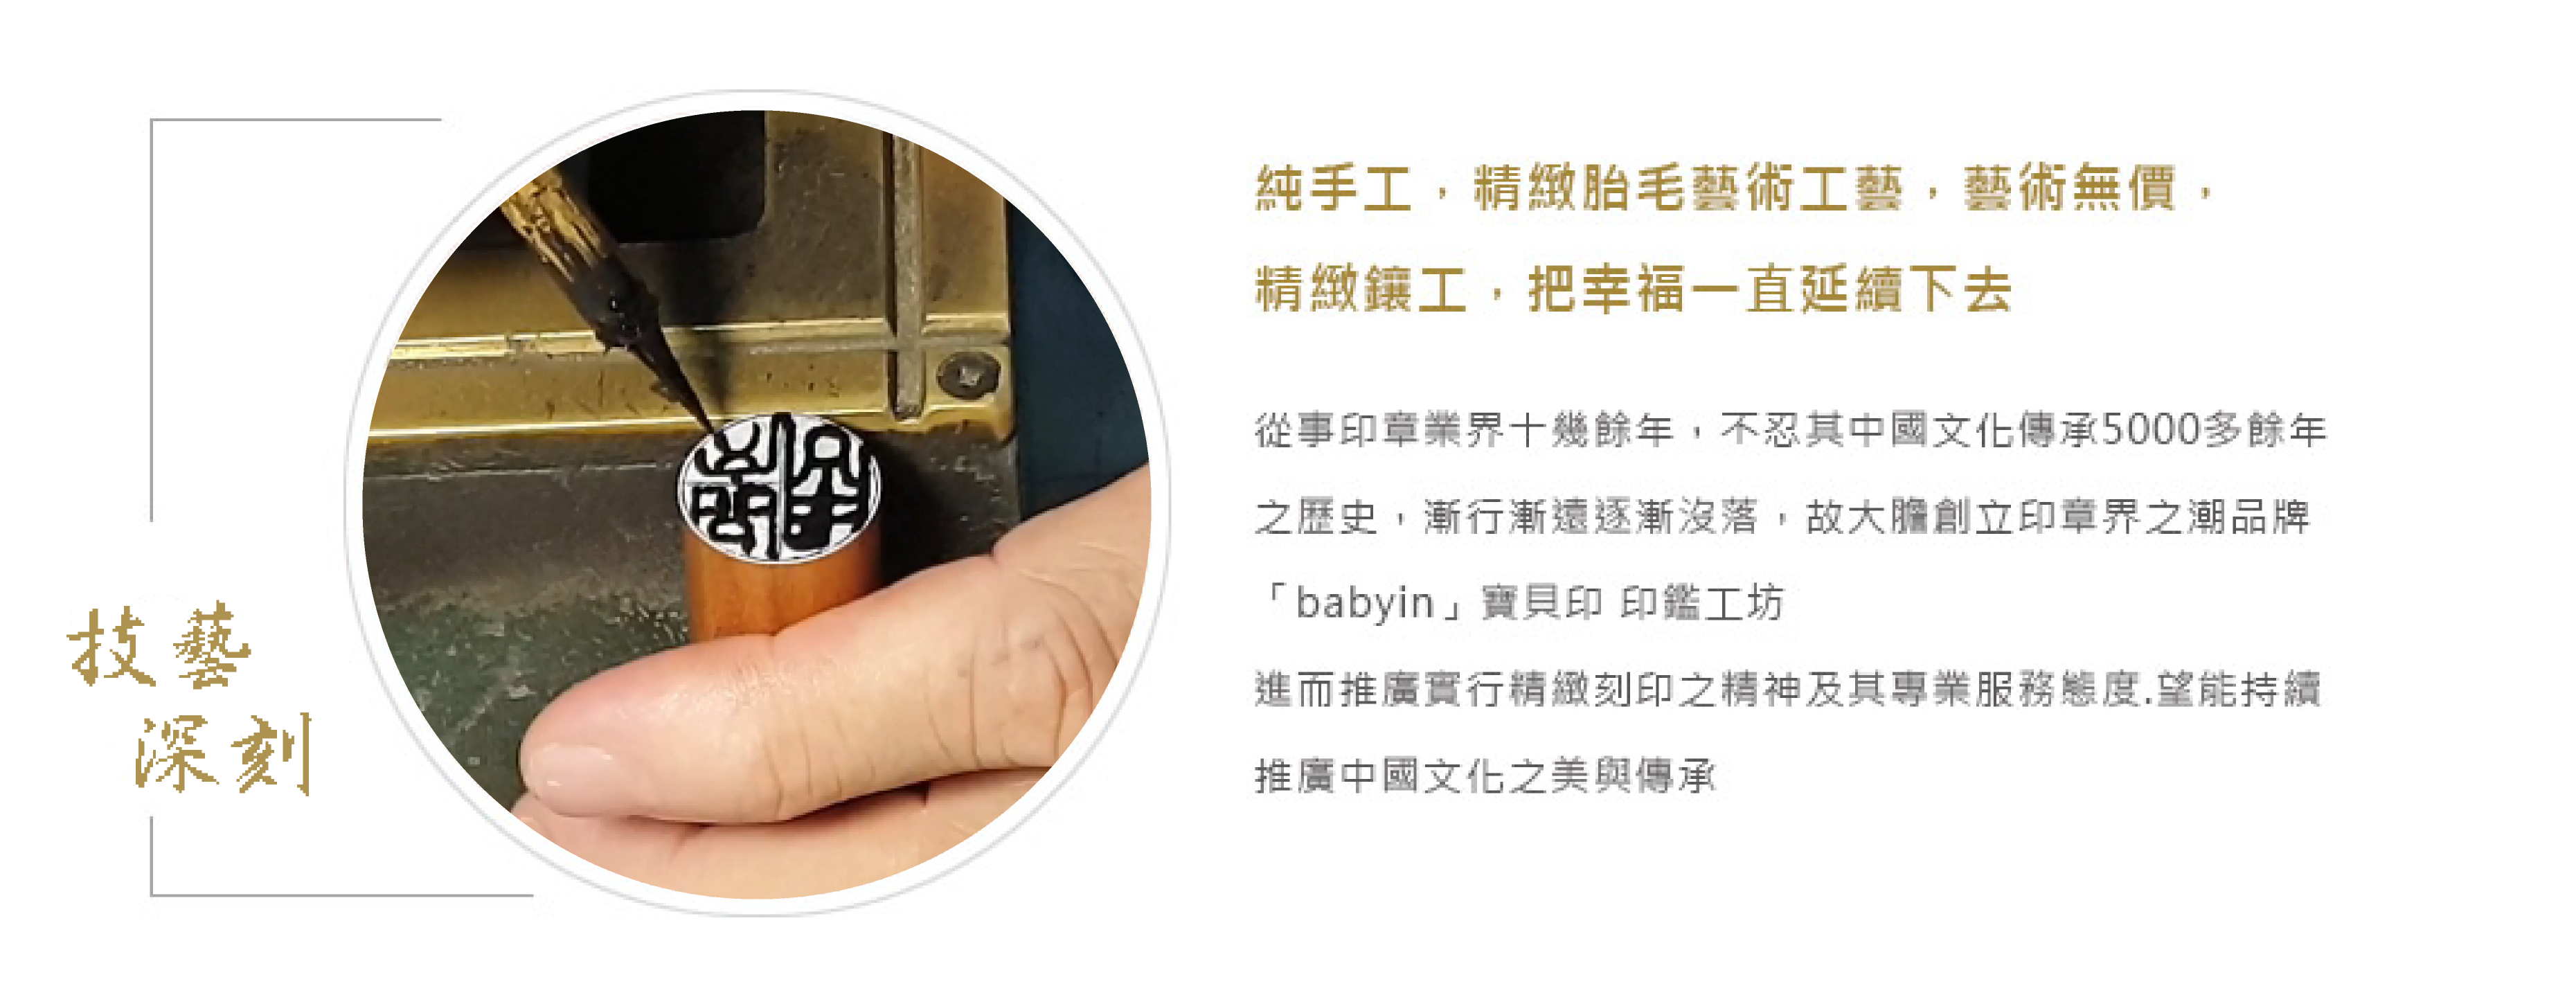 技藝
深刻
純手工，精緻胎毛藝術工藝，藝術無價，
精緻鑲工，把幸福一直延續下去
從事印章業界十幾餘年，不忍其中國文化傳承5000多餘年
之歷史，漸行漸遠逐漸沒落，故大膽創立印章界之潮品牌
「babyin」寶貝印 印鑑工坊
進而推廣實行精緻刻印之精神及其專業服務態度.望能持續
推廣中國文化之美與傳承